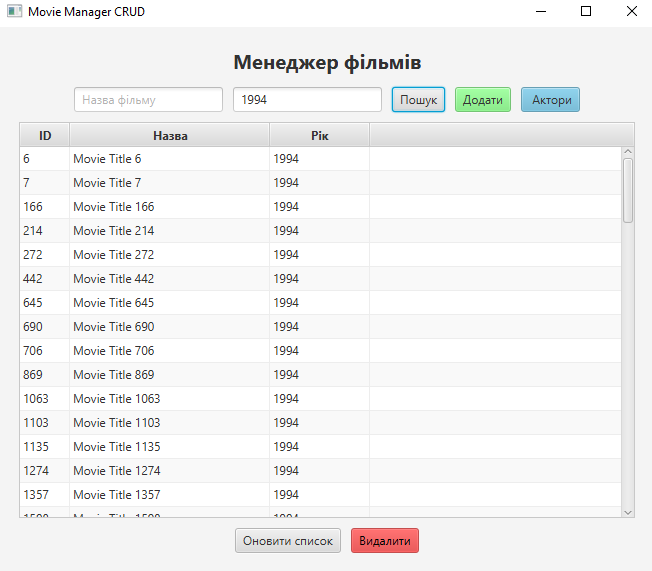 Movie Manager CRUD
Менеджер фільмів
Назва фільму 1994 Пошук Додати Актори
ID Назва Рік
6 Movie Title 6 1994
7 Movie Title 7 1994
166 Movie Title 166 1994
214 Movie Title 214 1994
272 Movie Title 272 1994
442 Movie Title 442 1994
645 Movie Title 645 1994
690 Movie Title 690 1994
706 Movie Title 706 1994
869 Movie Title 869 1994
1063 Movie Title 1063 1994
1103 Movie Title 1103 1994
1135 Movie Title 1135 1994
1274 Movie Title 1274 1994
1357 Movie Title 1357 1994
Movie Title 1994
Оновити список Видалити